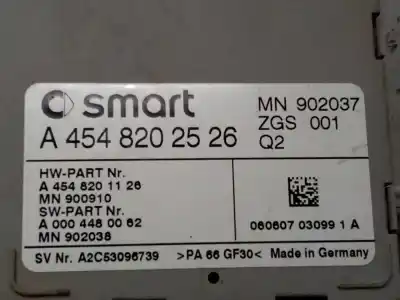 smart MN 902037
A 454 820 25 26 ZGS 001
Q2
HW-PART Nr.
A 454 820 11 26
MN 900910
SW-PART Nr.
A 000 448 00 62
MN 902038
060607 03099 1 A
SV Nr. A2C53096739 >PA 66 GF30< Made in Germany